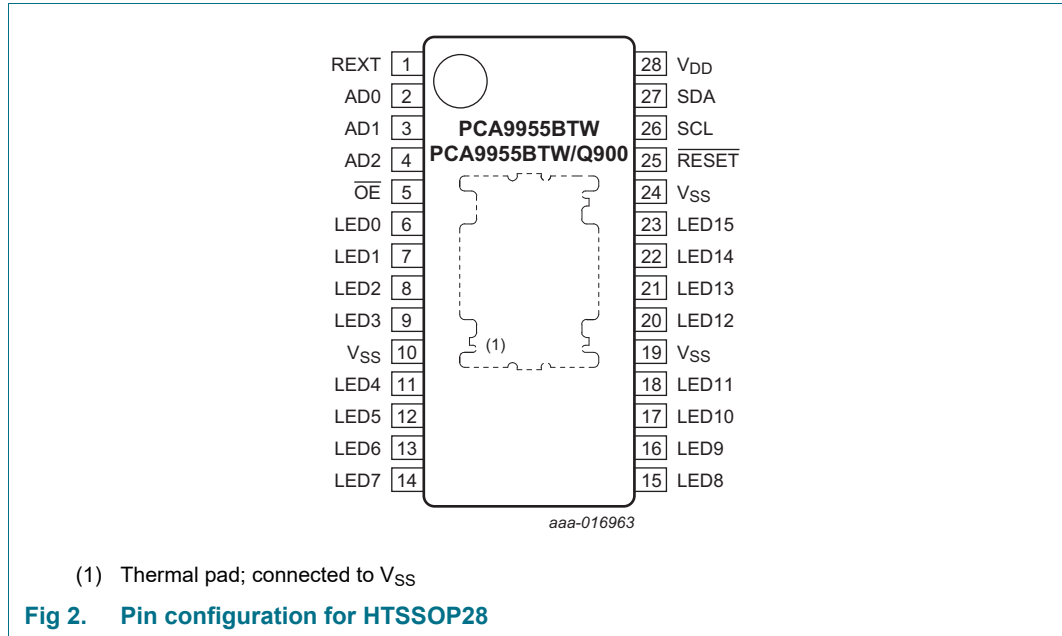 REXT 1
AD0 2
AD1 3
AD2 4
OE 5
LED0 6
LED1 7
LED2 8
LED3 9
VSS 10
LED4 11
LED5 12
LED6 13
LED7 14
PCA9955BTW
PCA9955BTW/Q900
(1)
28 VDD
27 SDA
26 SCL
25 RESET
24 VSS
23 LED15
22 LED14
21 LED13
20 LED12
19 VSS
18 LED11
17 LED10
16 LED9
15 LED8
aaa-016963
(1) Thermal pad; connected to VSS
Fig 2. Pin configuration for HTSSOP28